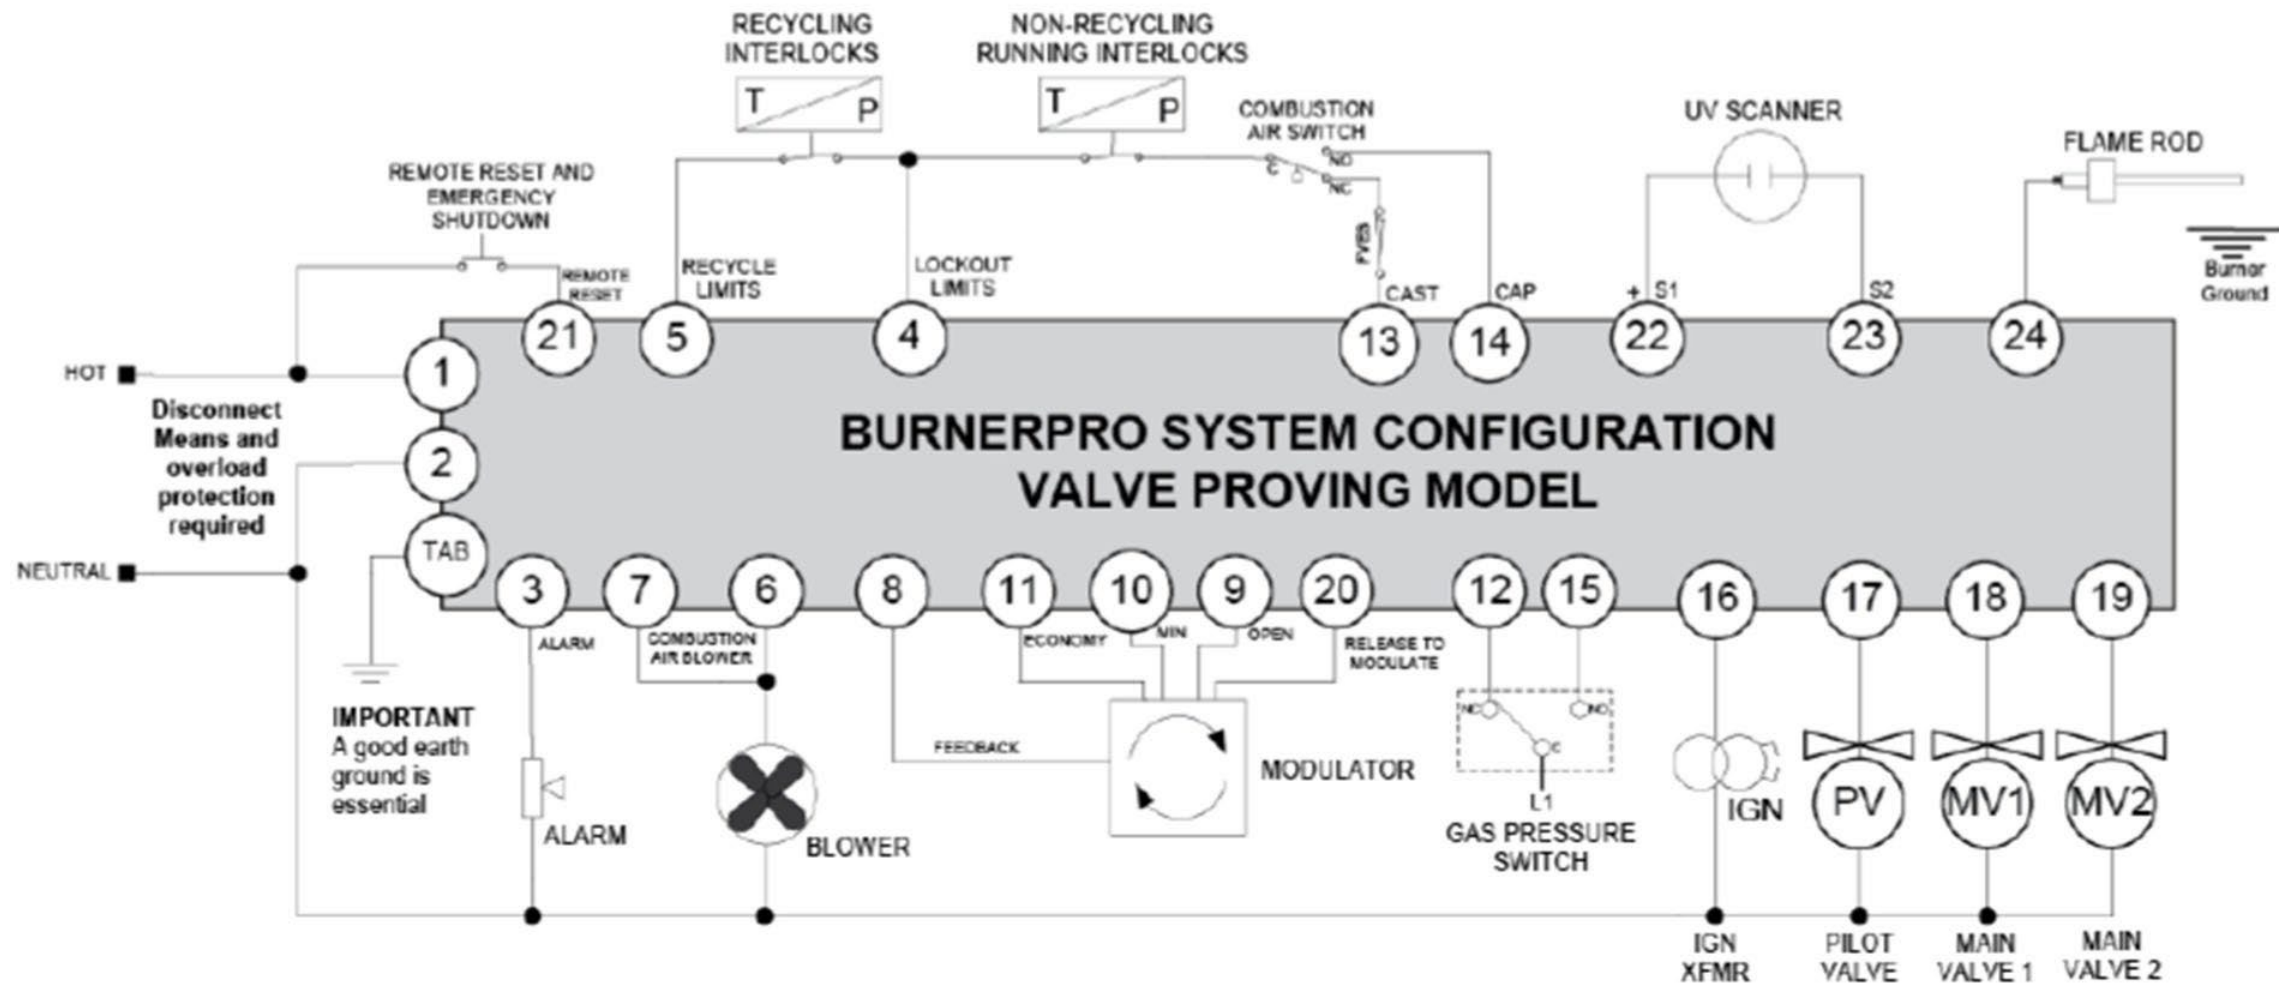 RECYCLING
INTERLOCKS
T
P
NON-RECYCLING
RUNNING INTERLOCKS
T
P
COMBUSTION
AIR SWITCH
C
NO
NC
UV SCANNER
FLAME ROD
REMOTE RESET AND
EMERGENCY
SHUTDOWN
REMOTE
RESET
RECYCLE
LIMITS
LOCKOUT
LIMITS
CAST
CAP
+ S1
S2
Burner
Ground
21
5
4
13
14
22
23
24
HOT
1
Disconnect
Means and
overload
protection
required
2
NEUTRAL
TAB
BURNERPRO SYSTEM CONFIGURATION
VALVE PROVING MODEL
3
7
6
8
11
10
9
20
12
15
16
17
18
19
ALARM
COMBUSTION
AIR BLOWER
ECONOMY
MIN
OPEN
RELEASE TO
MODULATE
IMPORTANT
A good earth
ground is
essential
ALARM
BLOWER
FEEDBACK
MODULATOR
NC
NO
C
L1
GAS PRESSURE
SWITCH
IGN
PV
MV1
MV2
IGN
XFMR
PILOT
VALVE
MAIN
VALVE 1
MAIN
VALVE 2